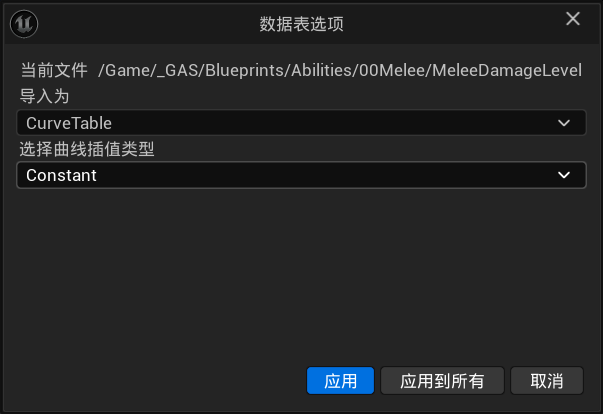 数据表选项
当前文件 /Game/_GAS/Blueprints/Abilities/00Melee/MeleeDamageLevel
导入为
CurveTable
选择曲线插值类型
Constant
应用 应用到所有 取消